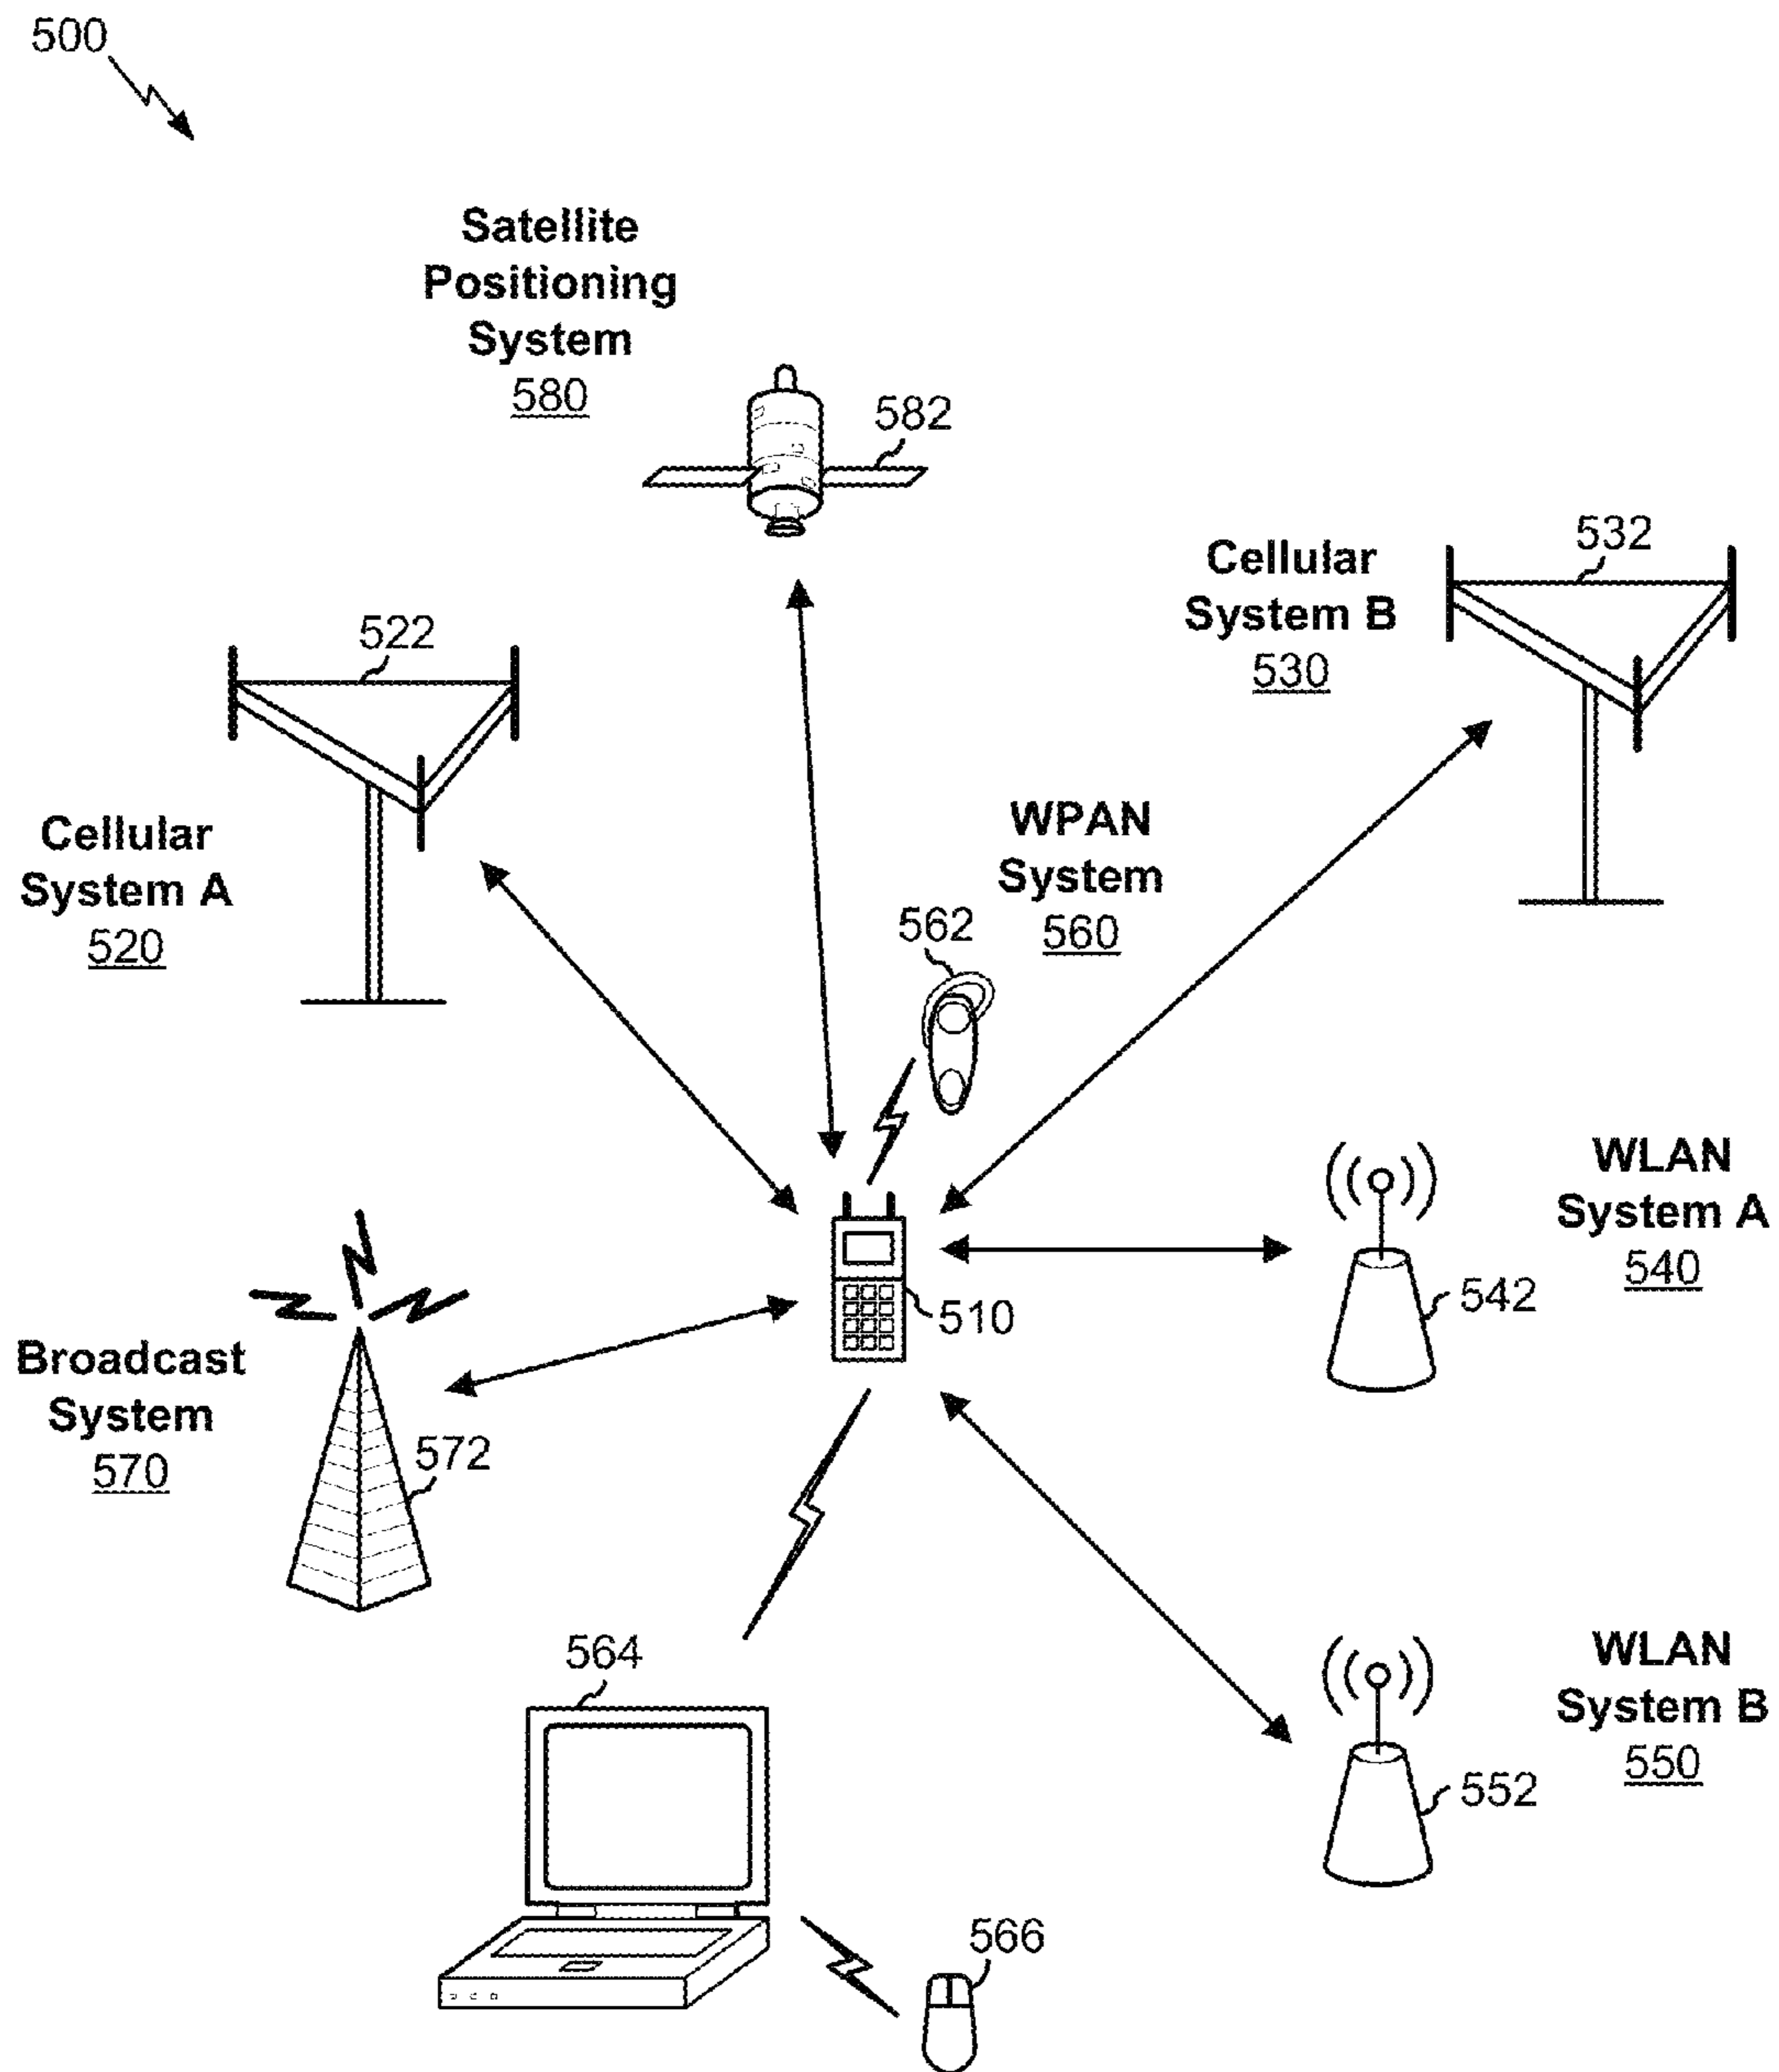 500
Satellite
Positioning
System
580
582
Cellular
System B
530
532
522
Cellular
System A
520
WPAN
System
560
562
WLAN
System A
540
542
510
Broadcast
System
570
572
564
WLAN
System B
550
552
566